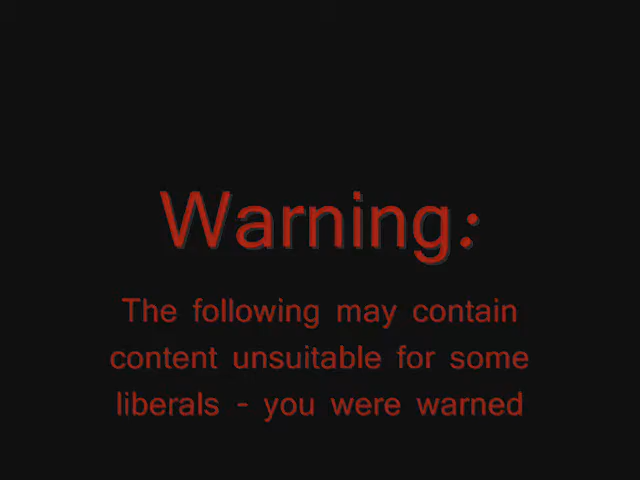 Warning:
The following may contain
content unsuitable for some
liberals - you were warned